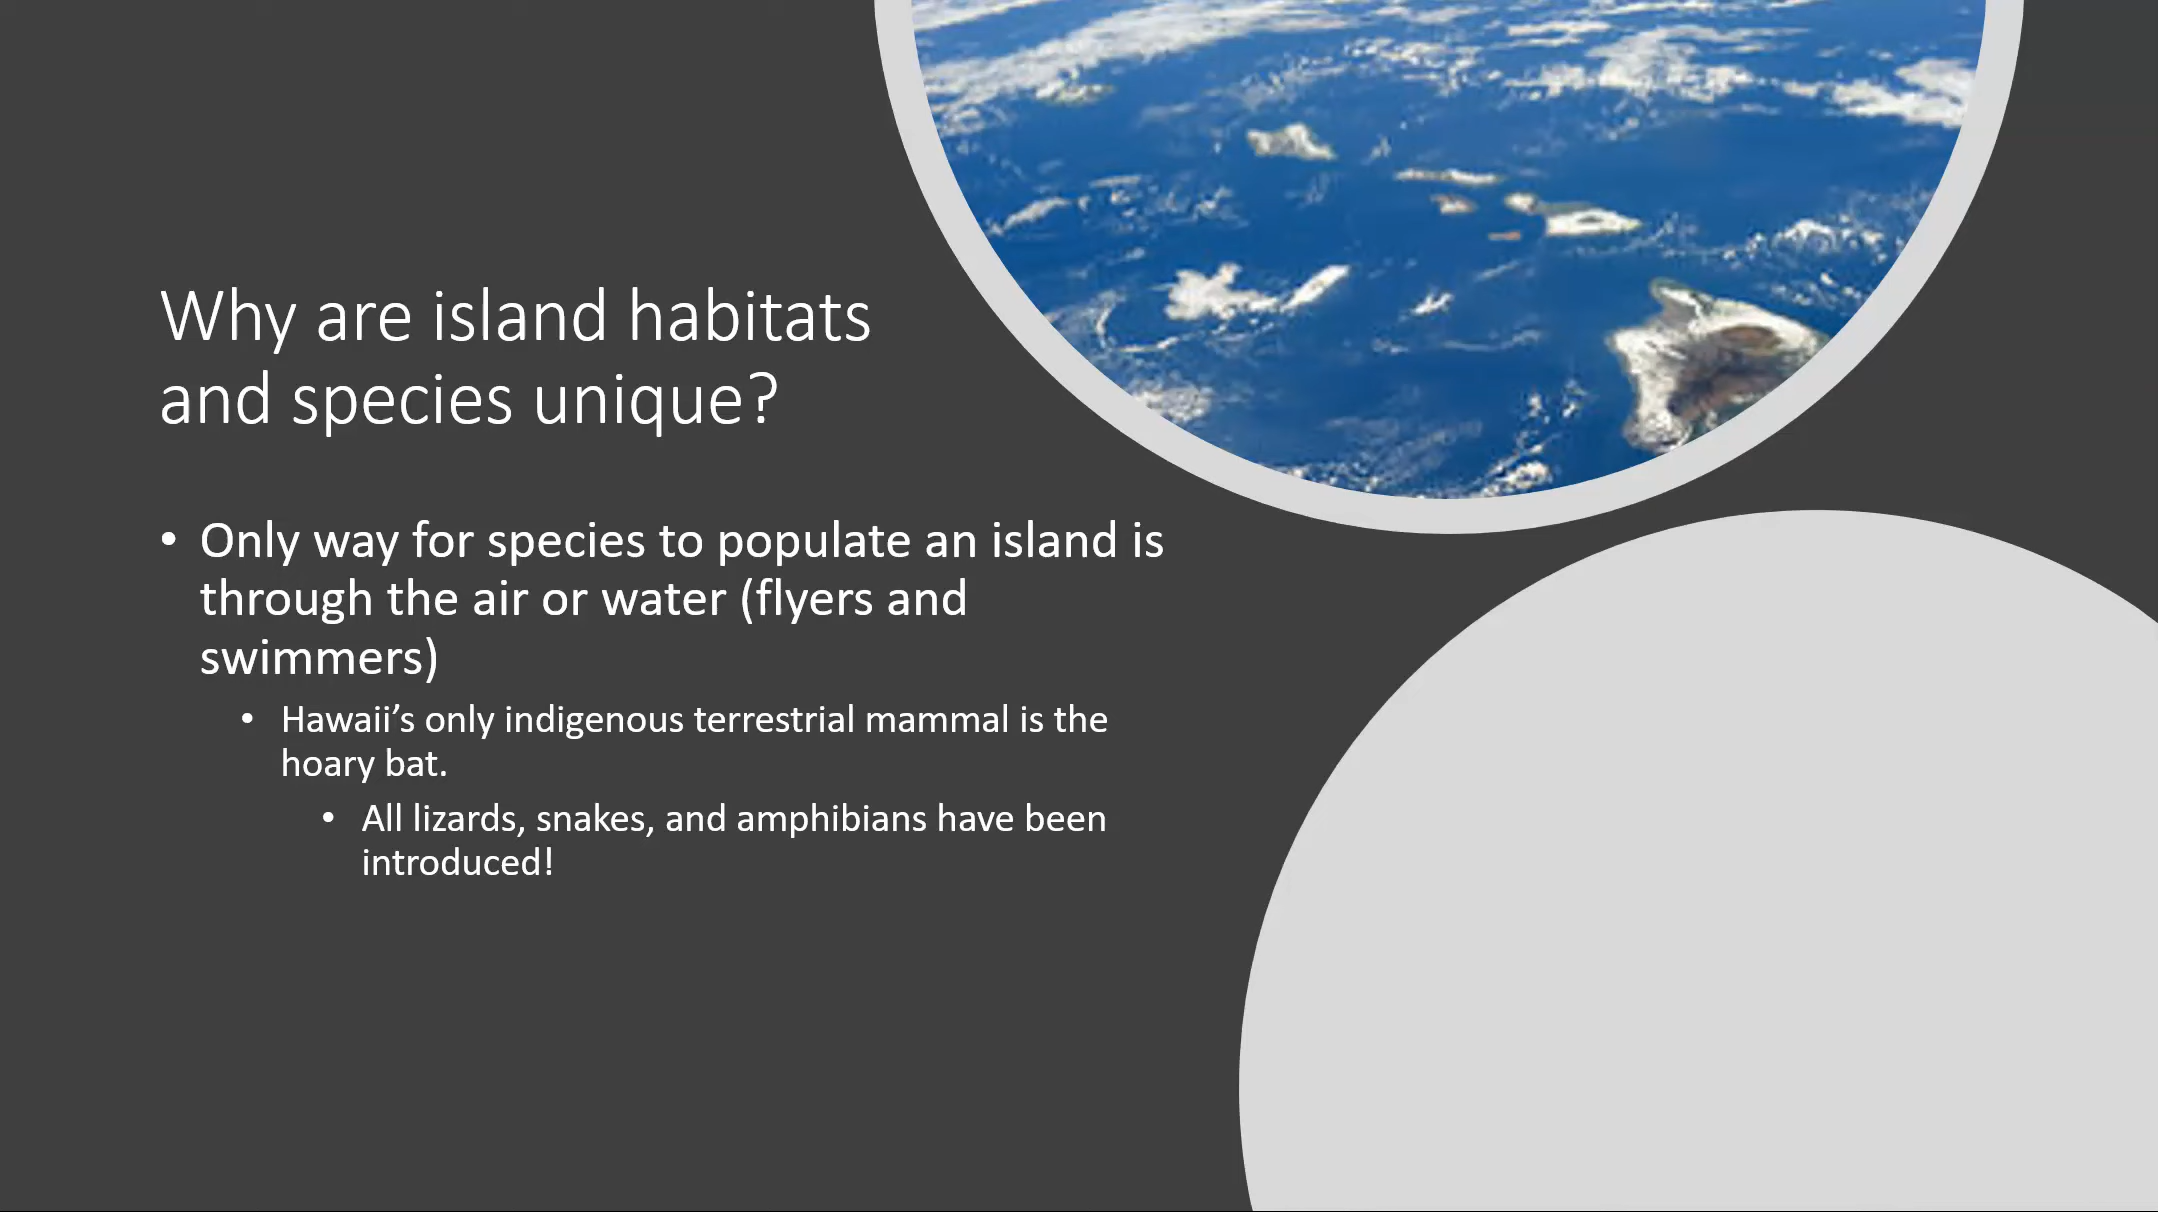 Why are island habitats
and species unique?
• Only way for species to populate an island is
through the air or water (flyers and
swimmers)
• Hawaii’s only indigenous terrestrial mammal is the
hoary bat.
• All lizards, snakes, and amphibians have been
introduced!